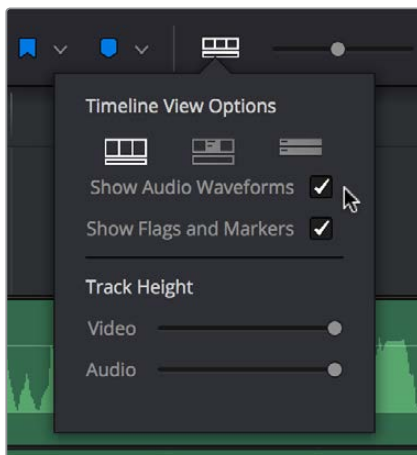 Timeline View Options
Show Audio Waveforms
Show Flags and Markers
Track Height
Video
Audio